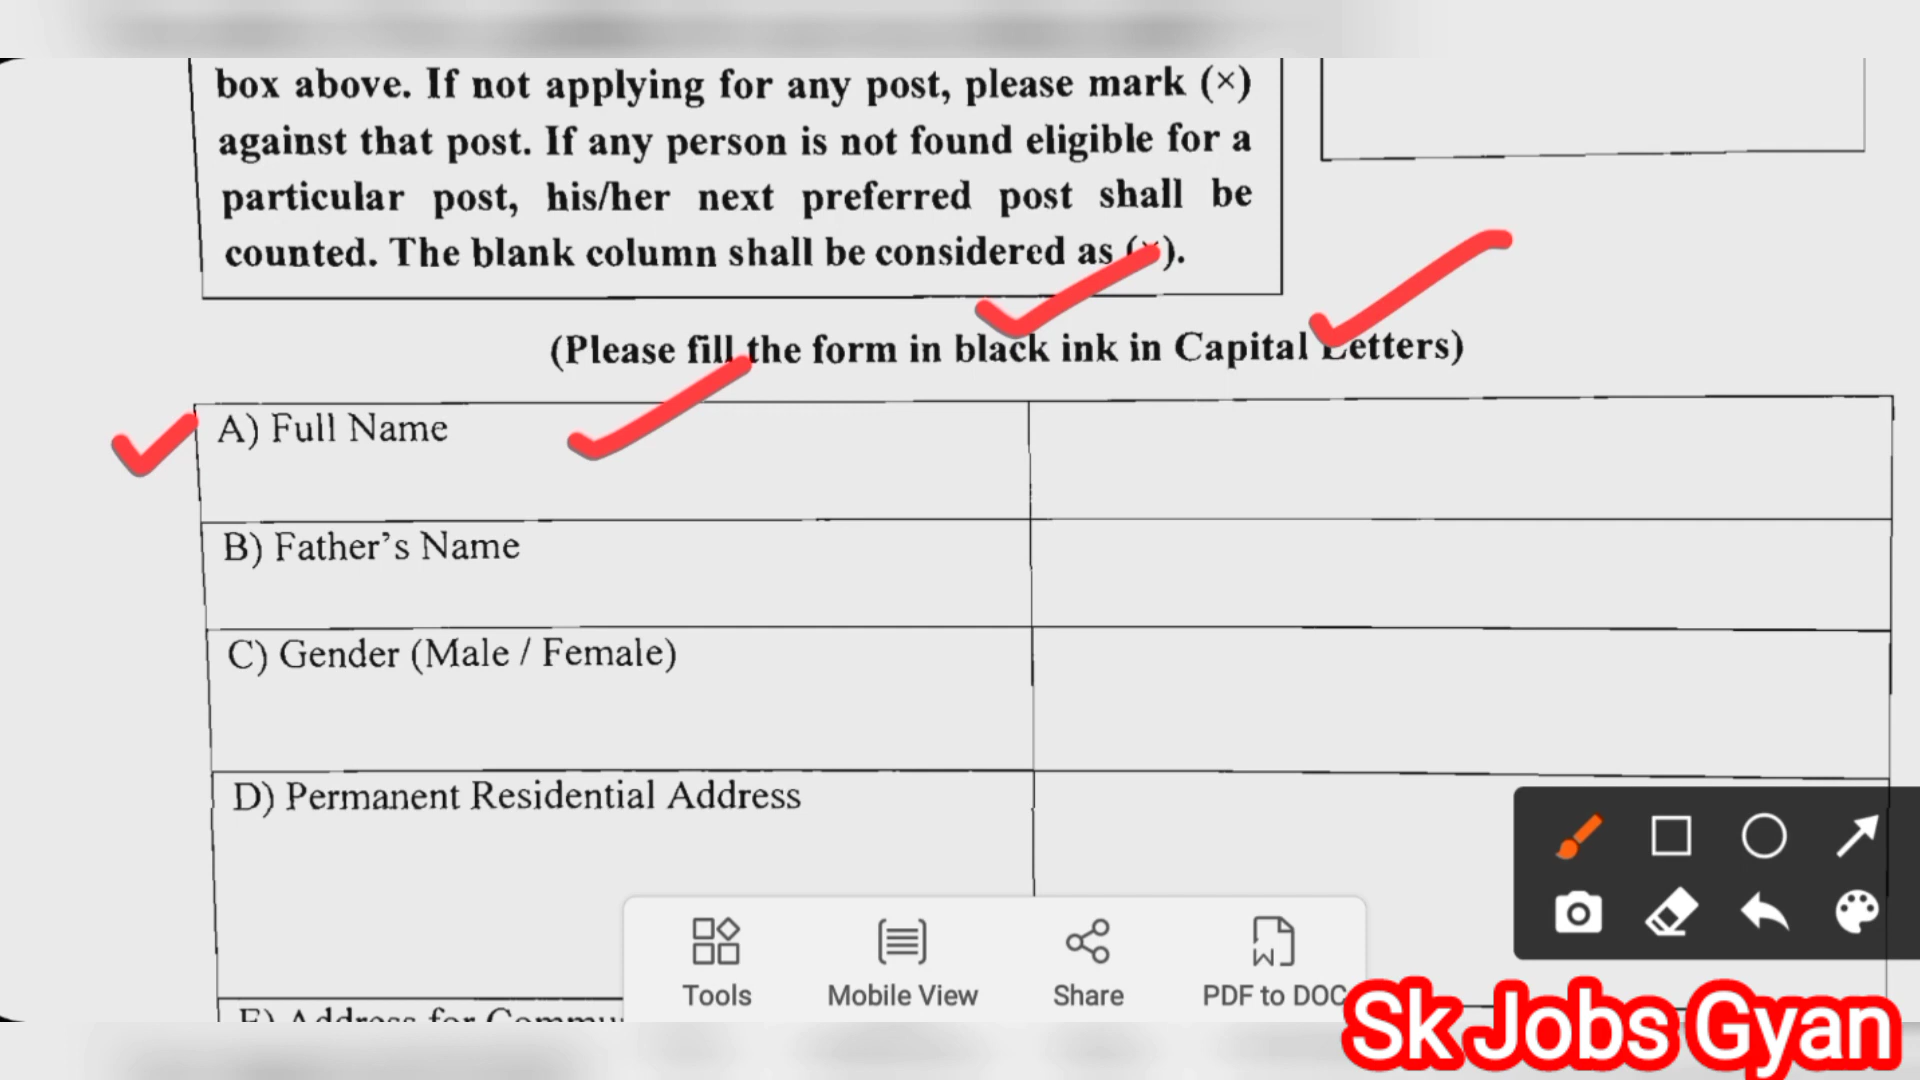 box above. If not applying for any post, please mark (×)
against that post. If any person is not found eligible for a
particular post, his/her next preferred post shall be
counted. The blank column shall be considered as (×).
(Please fill the form in black ink in Capital Letters)
A) Full Name
B) Father's Name
C) Gender (Male / Female)
D) Permanent Residential Address
E) Address for
Tools
Mobile View
Share
PDF to DOC
Sk Jobs Gyan